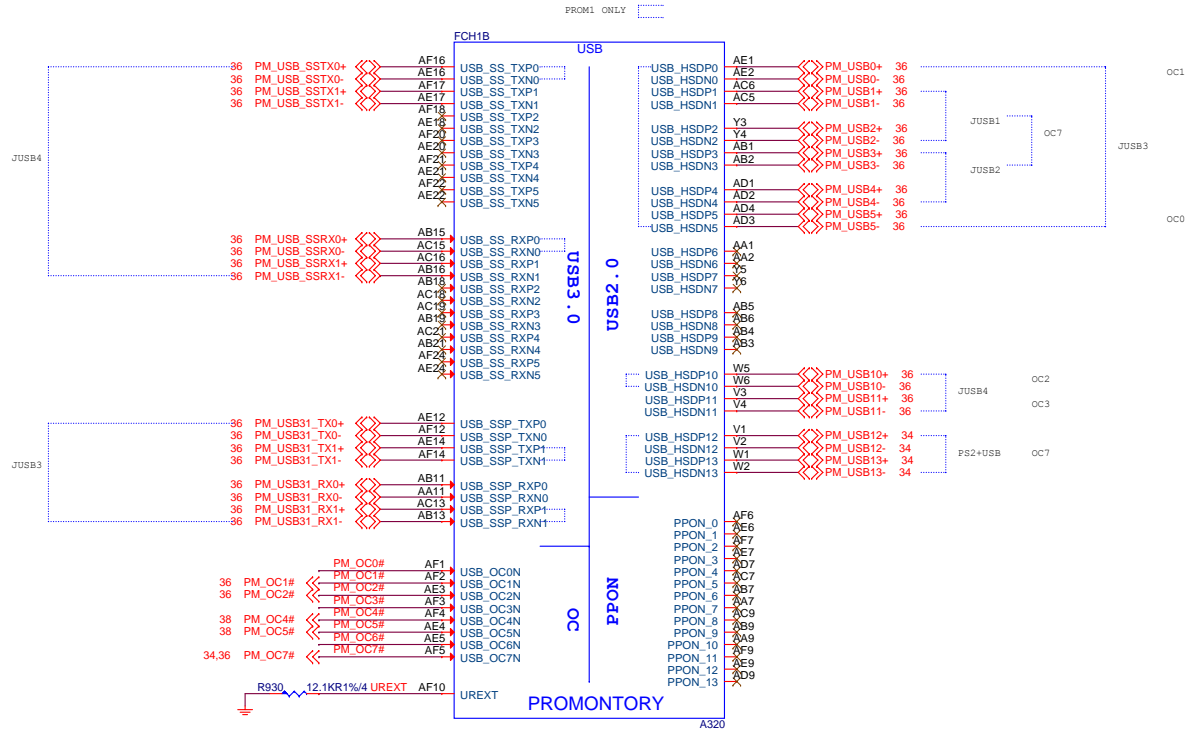 PROM1 ONLY
FCH1B
USB
36 PM_USB_SSTX0+ AF16 USB_SS_TXP0
36 PM_USB_SSTX0- AE16 USB_SS_TXN0
36 PM_USB_SSTX1+ AF17 USB_SS_TXP1
36 PM_USB_SSTX1- AE17 USB_SS_TXN1
AF18 USB_SS_TXP2
AE18 USB_SS_TXN2
AF20 USB_SS_TXP3
AE20 USB_SS_TXN3
AF21 USB_SS_TXP4
AE21 USB_SS_TXN4
AF22 USB_SS_TXP5
AE22 USB_SS_TXN5
JUSB4
36 PM_USB_SSRX0+ AB15 USB_SS_RXP0
36 PM_USB_SSRX0- AC15 USB_SS_RXN0
36 PM_USB_SSRX1+ AC16 USB_SS_RXP1
36 PM_USB_SSRX1- AB16 USB_SS_RXN1
AB18 USB_SS_RXP2
AC18 USB_SS_RXN2
AC19 USB_SS_RXP3
AB19 USB_SS_RXN3
AC21 USB_SS_RXP4
AB21 USB_SS_RXN4
AF24 USB_SS_RXP5
AE24 USB_SS_RXN5
36 PM_USB31_TX0+ AE12 USB_SSP_TXP0
36 PM_USB31_TX0- AF12 USB_SSP_TXN0
36 PM_USB31_TX1+ AE14 USB_SSP_TXP1
36 PM_USB31_TX1- AF14 USB_SSP_TXN1
JUSB3
36 PM_USB31_RX0+ AB11 USB_SSP_RXP0
36 PM_USB31_RX0- AA11 USB_SSP_RXN0
36 PM_USB31_RX1+ AC13 USB_SSP_RXP1
36 PM_USB31_RX1- AB13 USB_SSP_RXN1
PM_OC0# AF1 USB_OC0N
36 PM_OC1# PM_OC1# AF2 USB_OC1N
36 PM_OC2# PM_OC2# AE3 USB_OC2N
PM_OC3# AF3 USB_OC3N
38 PM_OC4# PM_OC4# AF4 USB_OC4N
38 PM_OC5# PM_OC5# AE4 USB_OC5N
PM_OC6# AE5 USB_OC6N
34,36 PM_OC7# PM_OC7# AF5 USB_OC7N
R930 12.1KR1%/4 UREXT AF10 UREXT
USB3.0
USB2.0
OC
PPON
USB_HSDP0 AE1 PM_USB0+ 36
USB_HSDN0 AE2 PM_USB0- 36
USB_HSDP1 AC6 PM_USB1+ 36
USB_HSDN1 AC5 PM_USB1- 36
USB_HSDP2 Y3 PM_USB2+ 36
USB_HSDN2 Y4 PM_USB2- 36
USB_HSDP3 AB1 PM_USB3+ 36
USB_HSDN3 AB2 PM_USB3- 36
USB_HSDP4 AD1 PM_USB4+ 36
USB_HSDN4 AD2 PM_USB4- 36
USB_HSDP5 AD4 PM_USB5+ 36
USB_HSDN5 AD3 PM_USB5- 36
OC1
JUSB1
OC7
JUSB3
JUSB2
OC0
USB_HSDP6 AA1
USB_HSDN6 AA2
USB_HSDP7 Y5
USB_HSDN7 Y6
USB_HSDP8 AB5
USB_HSDN8 AB6
USB_HSDP9 AB4
USB_HSDN9 AB3
USB_HSDP10 W5 PM_USB10+ 36
USB_HSDN10 W6 PM_USB10- 36
USB_HSDP11 V3 PM_USB11+ 36
USB_HSDN11 V4 PM_USB11- 36
JUSB4
OC2
OC3
USB_HSDP12 V1 PM_USB12+ 34
USB_HSDN12 V2 PM_USB12- 34
USB_HSDP13 W1 PM_USB13+ 34
USB_HSDN13 W2 PM_USB13- 34
PS2+USB OC7
PPON_0 AF6
PPON_1 AE6
PPON_2 AF7
PPON_3 AE7
PPON_4 AD7
PPON_5 AC7
PPON_6 AB7
PPON_7 AA7
PPON_8 AC9
PPON_9 AB9
PPON_10 AA9
PPON_11 AF9
PPON_12 AE9
PPON_13 AD9
PROMONTORY
A320